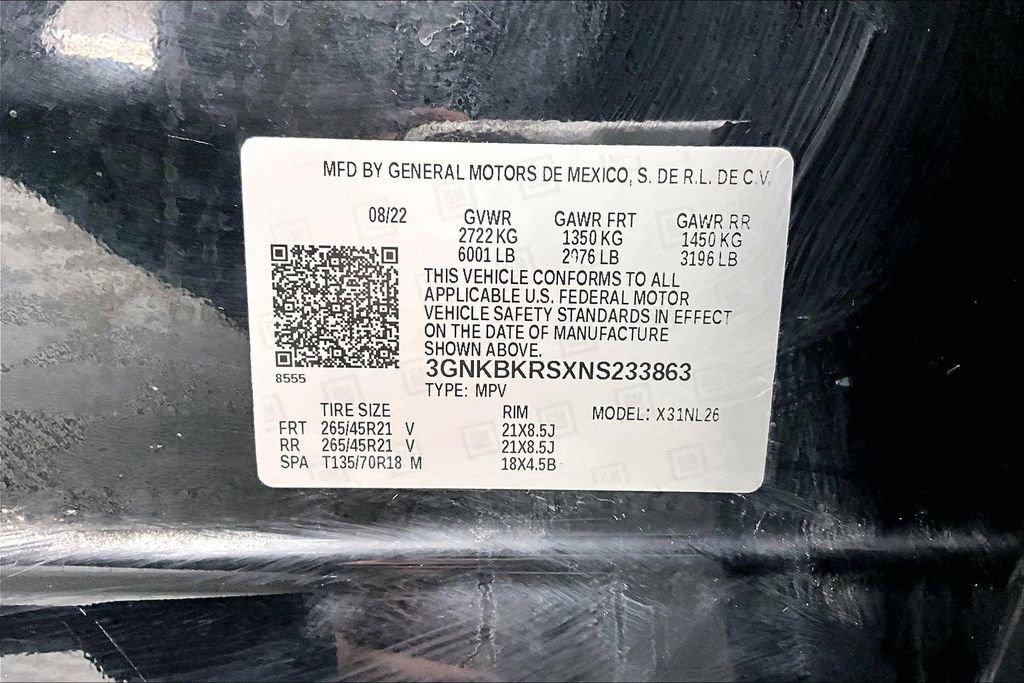 MFD BY GENERAL MOTORS DE MEXICO, S. DE R.L. DE C.V.
08/22 GVWR GAWR FRT GAWR RR
2722 KG 1350 KG 1450 KG
6001 LB 2976 LB 3196 LB
THIS VEHICLE CONFORMS TO ALL
APPLICABLE U.S. FEDERAL MOTOR
VEHICLE SAFETY STANDARDS IN EFFECT
ON THE DATE OF MANUFACTURE
SHOWN ABOVE.
8555
3GNKBKRSXNS233863
TYPE: MPV
TIRE SIZE RIM MODEL: X31NL26
FRT 265/45R21 V 21X8.5J
RR 265/45R21 V 21X8.5J
SPA T135/70R18 M 18X4.5B